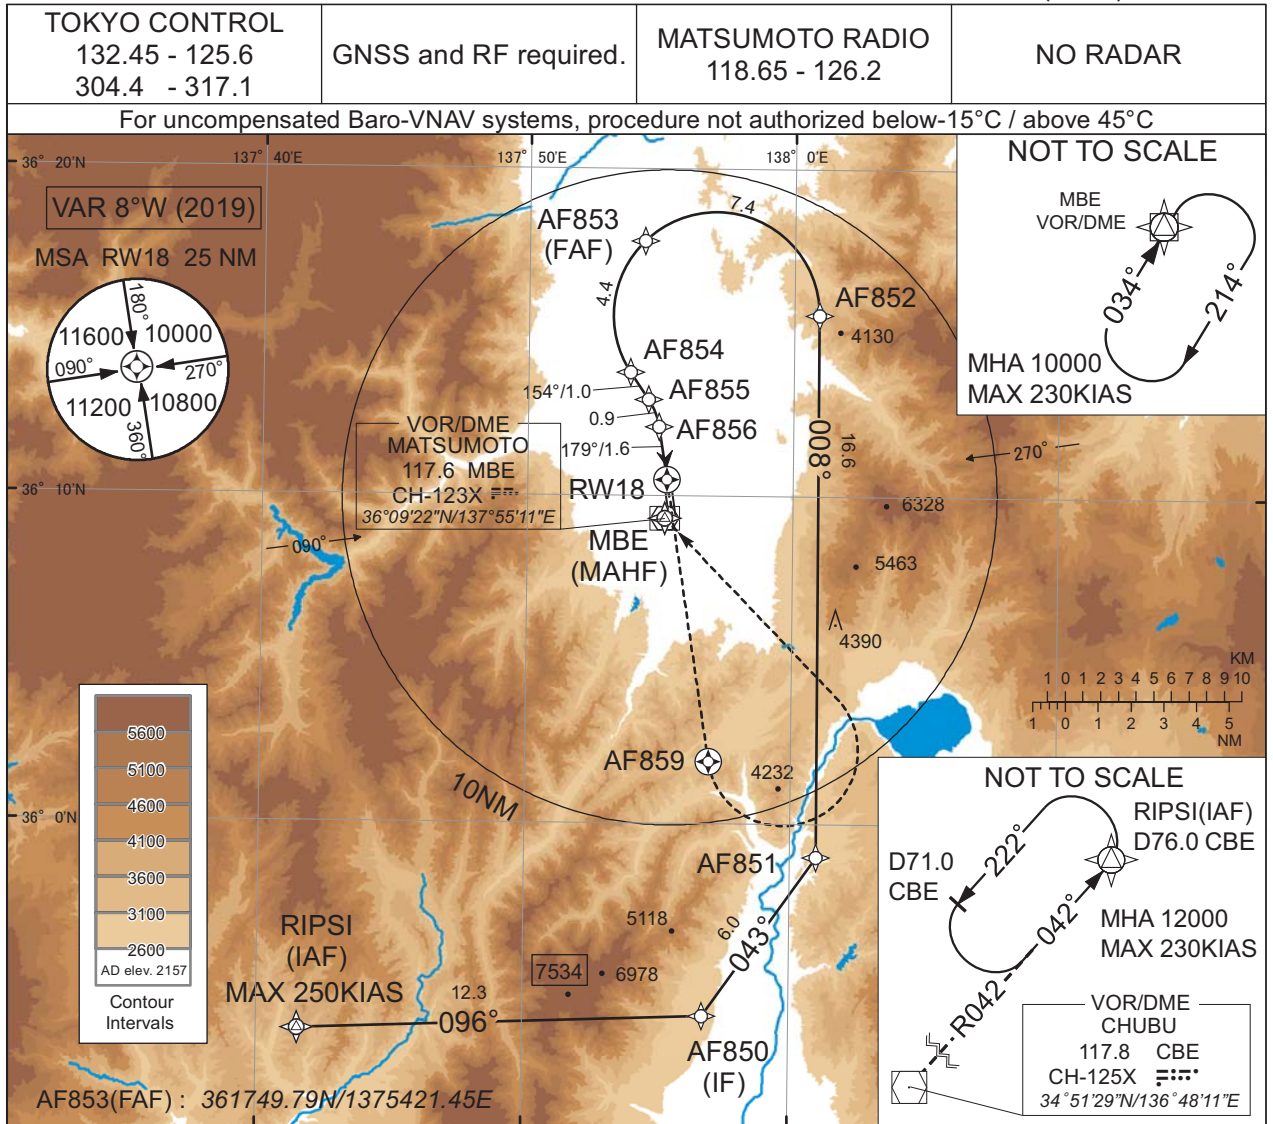 TOKYO CONTROL
132.45 - 125.6
304.4 - 317.1
GNSS and RF required.
MATSUMOTO RADIO
118.65 - 126.2
NO RADAR
For uncompensated Baro-VNAV systems, procedure not authorized below-15°C / above 45°C
36° 20'N
137° 40'E
137° 50'E
138° 0'E
NOT TO SCALE
MBE
VOR/DME
034°
214°
MHA 10000
MAX 230KIAS
VAR 8°W (2019)
MSA RW18 25 NM
180°
11600
10000
090°
270°
11200
10800
360°
AF853
(FAF)
7.4
4.4
AF852
4130
AF854
154°/1.0
AF855
0.9
AF856
179°/1.6
VOR/DME
MATSUMOTO
117.6 MBE
CH-123X
36°09'22"N/137°55'11"E
008°
16.6
270°
36° 10'N
RW18
6328
090°
MBE
(MAHF)
5463
4390
KM
1 0 1 2 3 4 5 6 7 8 9 10
1 0 1 2 3 4 5
NM
5600
5100
4600
4100
3600
3100
2600
AD elev. 2157
Contour
Intervals
AF859
4232
10NM
36° 0'N
AF851
NOT TO SCALE
RIPSI(IAF)
D76.0 CBE
222°
D71.0
CBE
042°
MHA 12000
MAX 230KIAS
R042
VOR/DME
CHUBU
117.8 CBE
CH-125X
34°51'29"N/136°48'11"E
RIPSI
(IAF)
MAX 250KIAS
5118
6.0
043°
7534
6978
12.3
096°
AF850
(IF)
AF853(FAF) : 361749.79N/1375421.45E